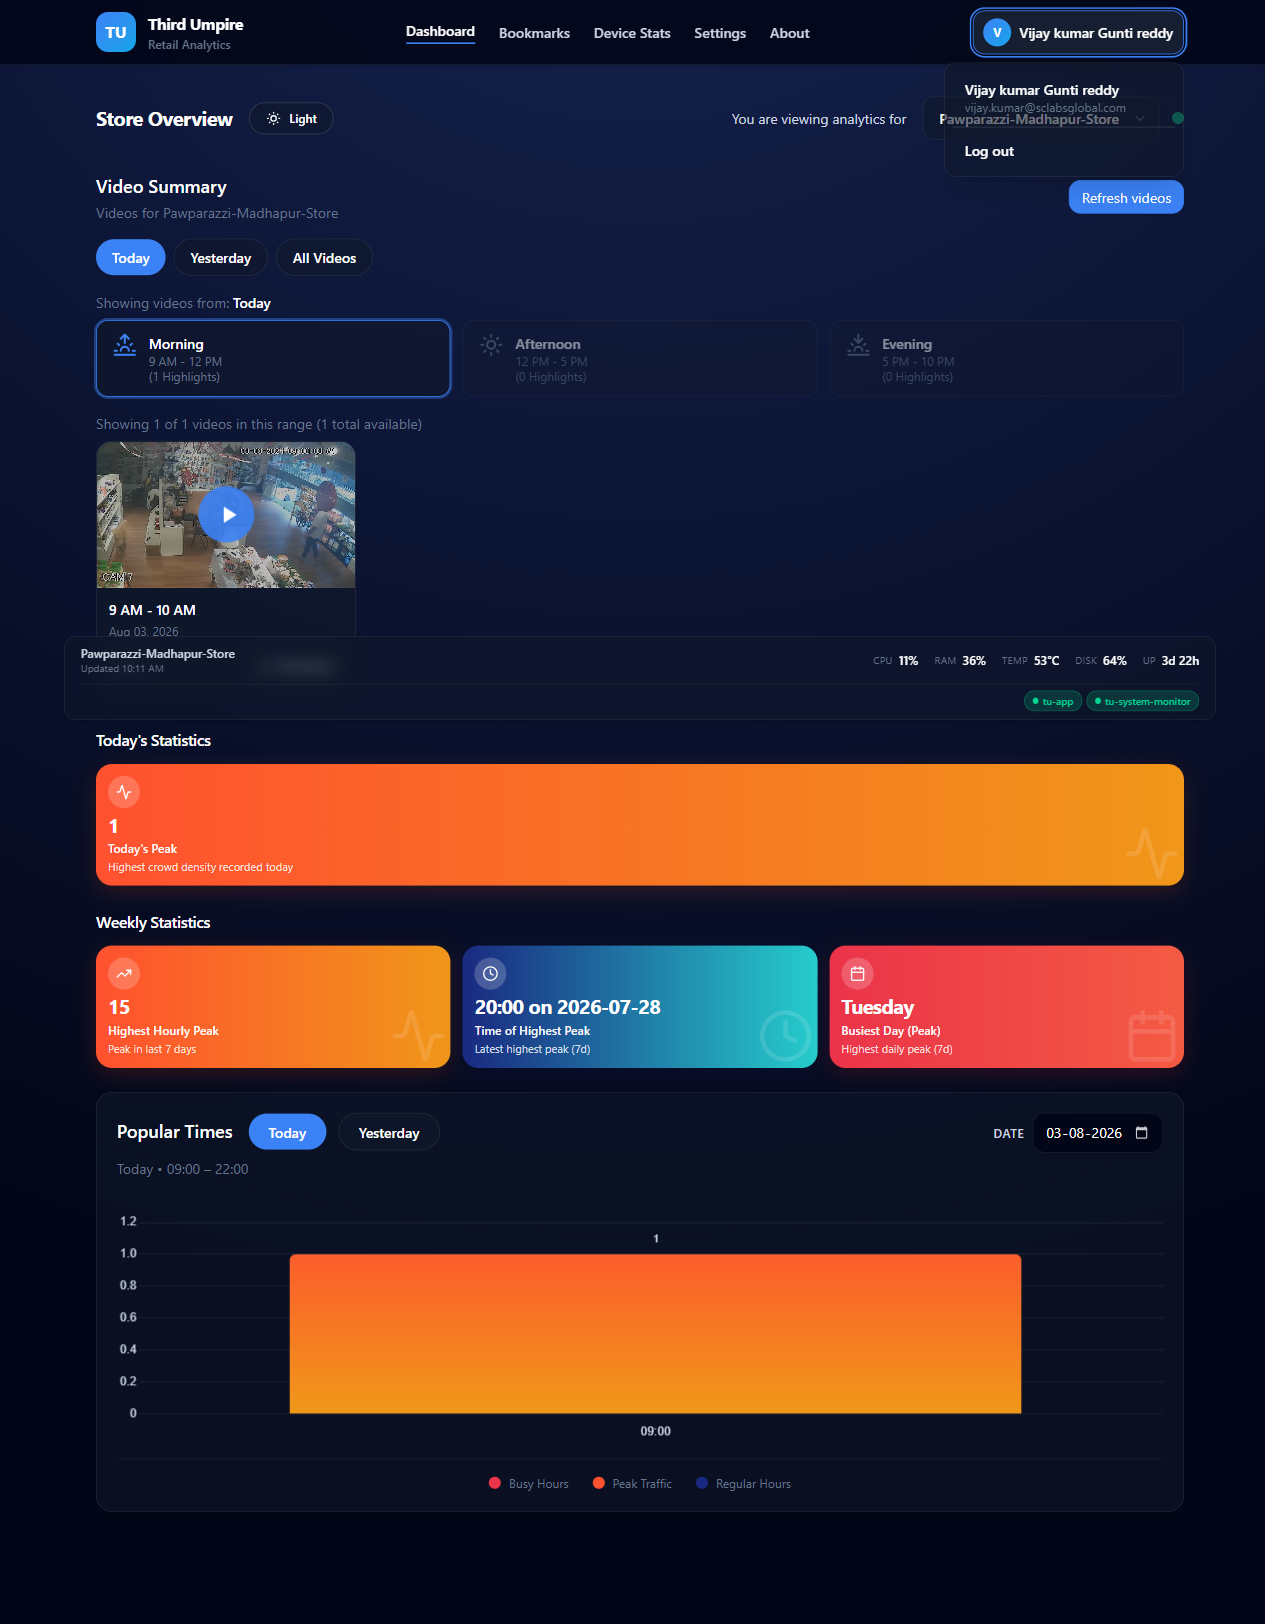 TU
Third Umpire
Retail Analytics
Dashboard
Bookmarks
Device Stats
Settings
About
V
Vijay kumar Gunti reddy
Vijay kumar Gunti reddy
vijay.kumar@sclabsglobal.com
Log out
Store Overview
Light
You are viewing analytics for
Pawparazzi-Madhapur-Store
Video Summary
Videos for Pawparazzi-Madhapur-Store
Refresh videos
Today
Yesterday
All Videos
Showing videos from: Today
Morning
9 AM - 12 PM
(1 Highlights)
Afternoon
12 PM - 5 PM
(0 Highlights)
Evening
5 PM - 10 PM
(0 Highlights)
Showing 1 of 1 videos in this range (1 total available)
CAM 7
9 AM - 10 AM
Aug 03, 2026
Pawparazzi-Madhapur-Store
Updated 10:11 AM
CPU 11%
RAM 36%
TEMP 53°C
DISK 64%
UP 3d 22h
tu-app
tu-system-monitor
Today's Statistics
1
Today's Peak
Highest crowd density recorded today
Weekly Statistics
15
Highest Hourly Peak
Peak in last 7 days
20:00 on 2026-07-28
Time of Highest Peak
Latest highest peak (7d)
Tuesday
Busiest Day (Peak)
Highest daily peak (7d)
Popular Times
Today
Yesterday
DATE
03-08-2026
Today • 09:00 – 22:00
1.2
1.0
0.8
0.6
0.4
0.2
0
1
09:00
Busy Hours
Peak Traffic
Regular Hours